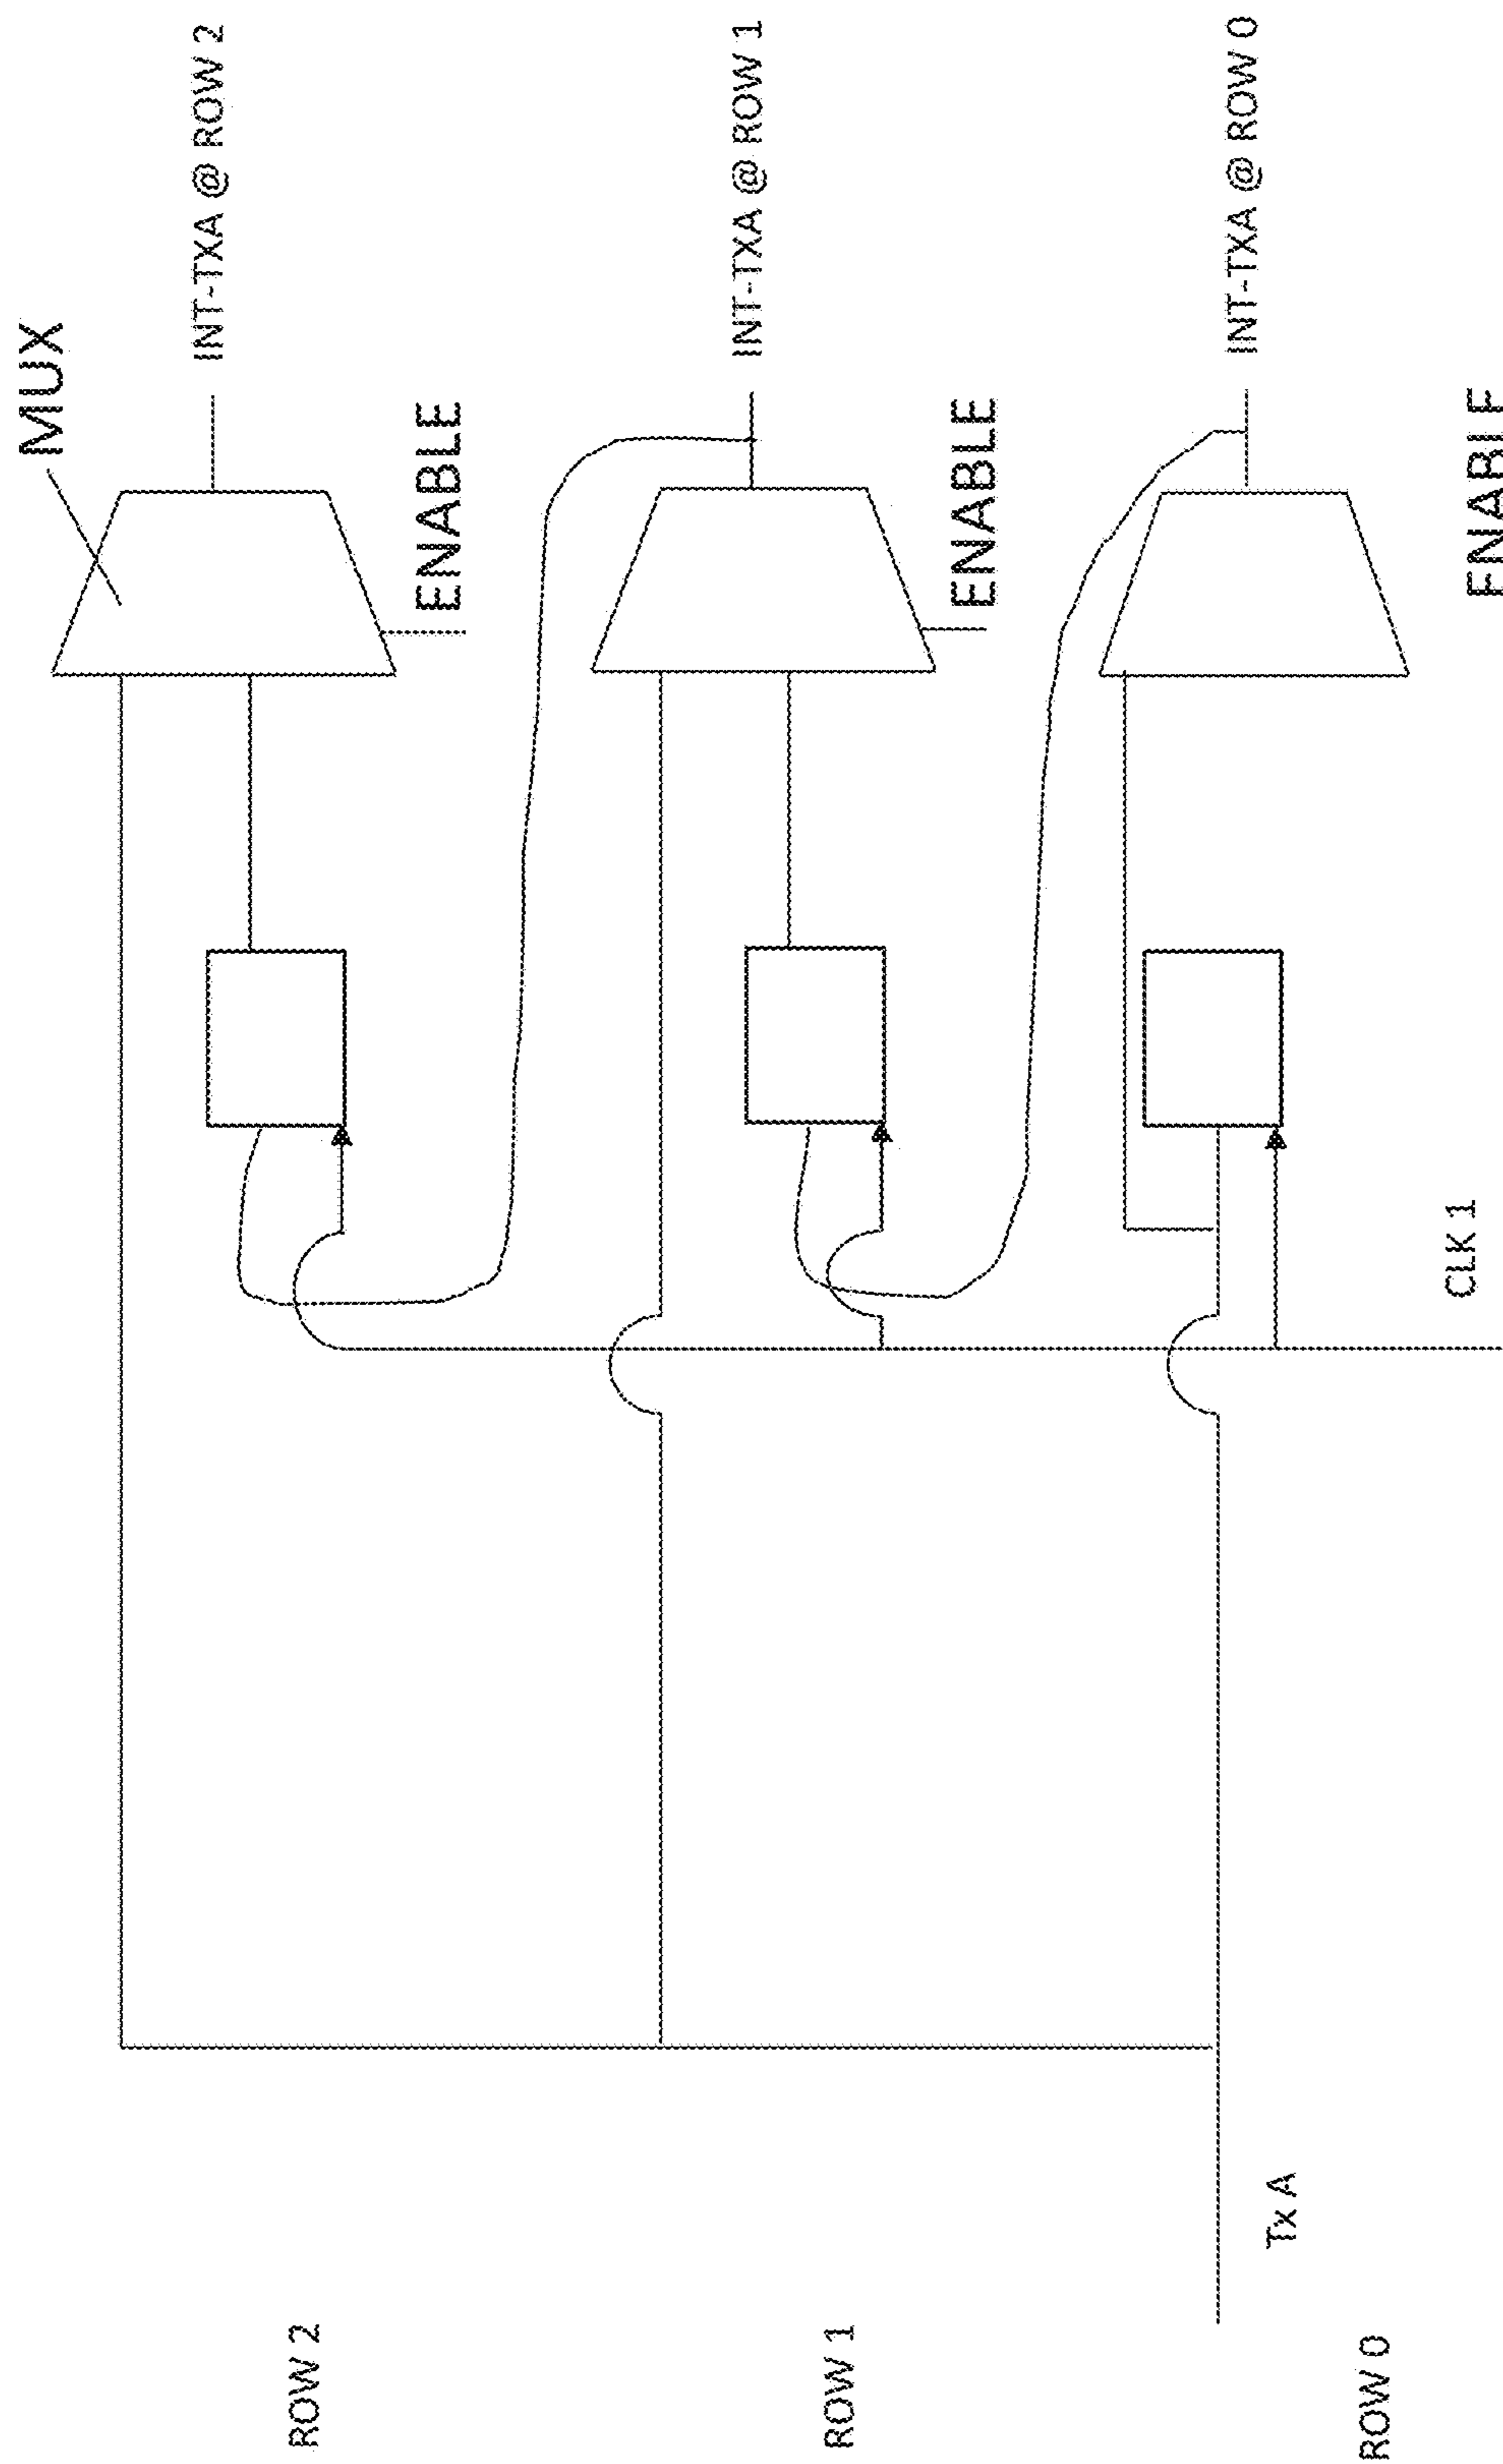 MUX
INT-TXA @ ROW 2
ENABLE
ROW 2
INT-TXA @ ROW 1
ENABLE
ROW 1
INT-TXA @ ROW 0
ENABLE
Tx A
CLK 1
ROW 0